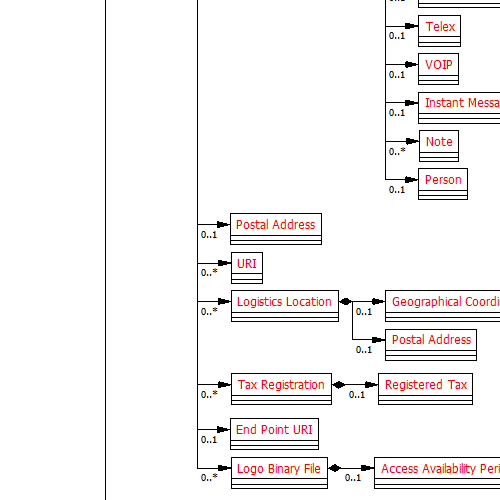 0..1
Telex
0..1
VOIP
0..1
Instant Messa
0..1
Note
0..*
Person
0..1
Postal Address
0..1
URI
0..*
Logistics Location
0..*
Geographical Coordi
0..1
Postal Address
0..1
Tax Registration
0..*
Registered Tax
0..1
End Point URI
0..1
Logo Binary File
0..*
Access Availability Peri
0..1